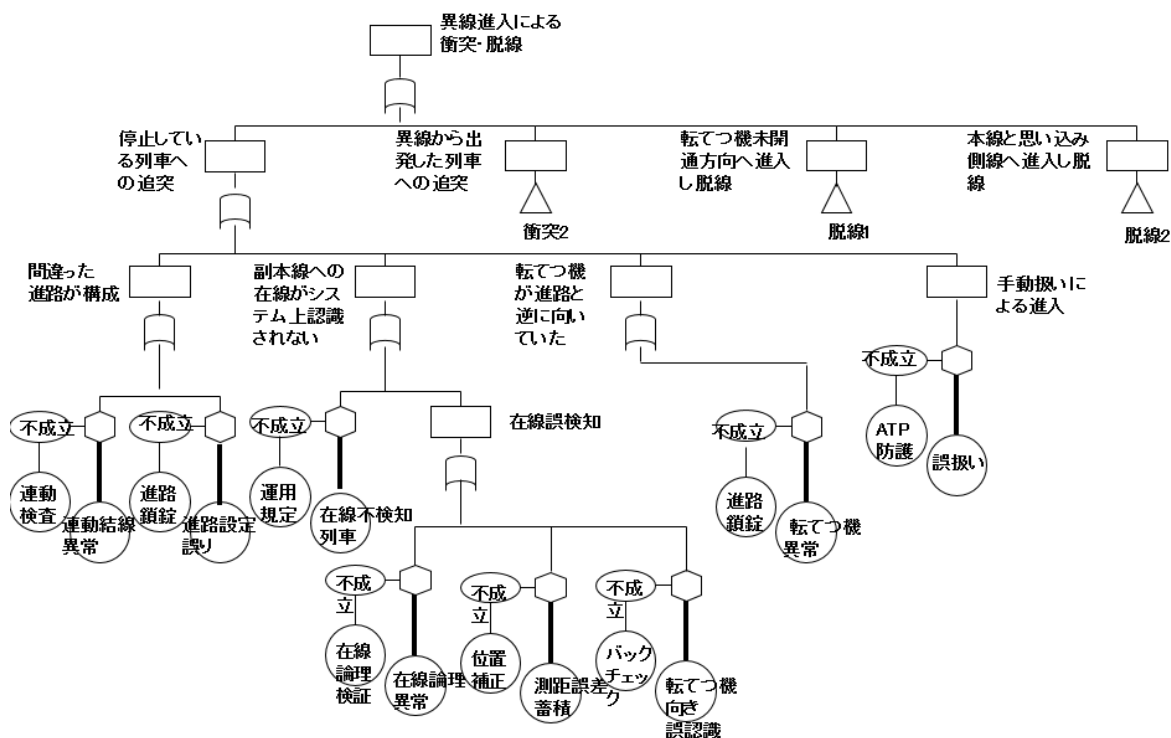 異線進入による
衝突・脱線
停止してい
る列車へ
の追突
異線から出
発した列車
への追突
転てつ機未開
通方向へ進入
し脱線
本線と思い込み
側線へ進入し脱
線
衝突2
脱線1
脱線2
間違った
進路が構成
副本線への
在線がシス
テム上認識
されない
転てつ機
が進路と
逆に向い
ていた
手動扱いに
よる進入
不成立
連動
検査
連動結線
異常
不成立
進路
鎖錠
進路設定
誤り
不成立
運用
規定
在線不検知
列車
在線誤検知
不成立
進路
鎖錠
転てつ機
異常
不成立
ATP
防護
誤扱い
不成
立
在線
論理
検証
在線論理
異常
不成
立
位置
補正
測距誤差
蓄積
不成
立
バック
チェッ
ク
転てつ機
向き
誤認識